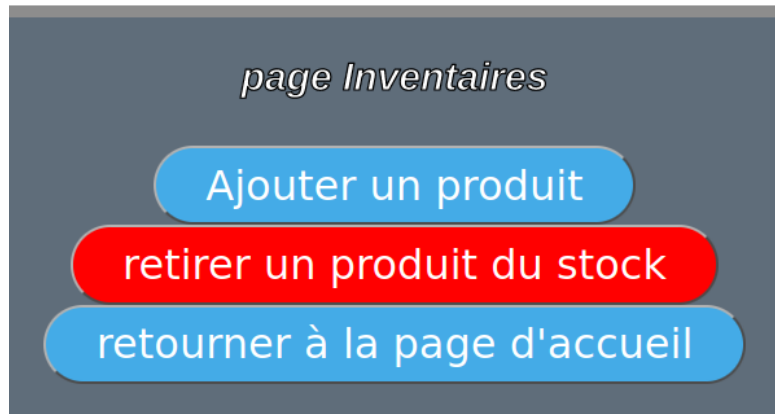 page Inventaires
Ajouter un produit
retirer un produit du stock
retourner à la page d'accueil